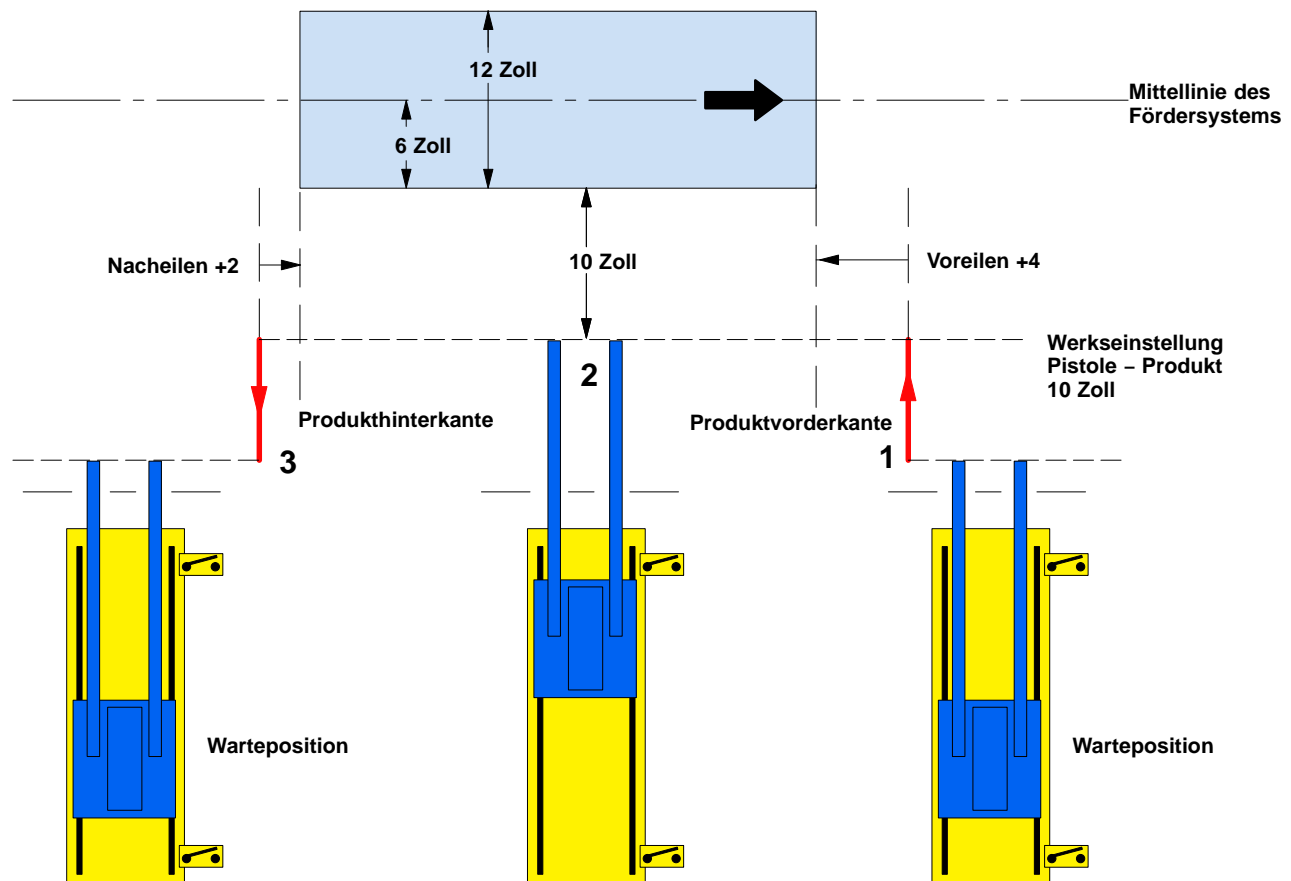 12 Zoll
Mittellinie des
Fördersystems
6 Zoll
Nacheilen +2
10 Zoll
Voreilen +4
Werkseinstellung
Pistole – Produkt
10 Zoll
2
Produkthinterkante
Produktvorderkante
3
1
Warteposition
Warteposition